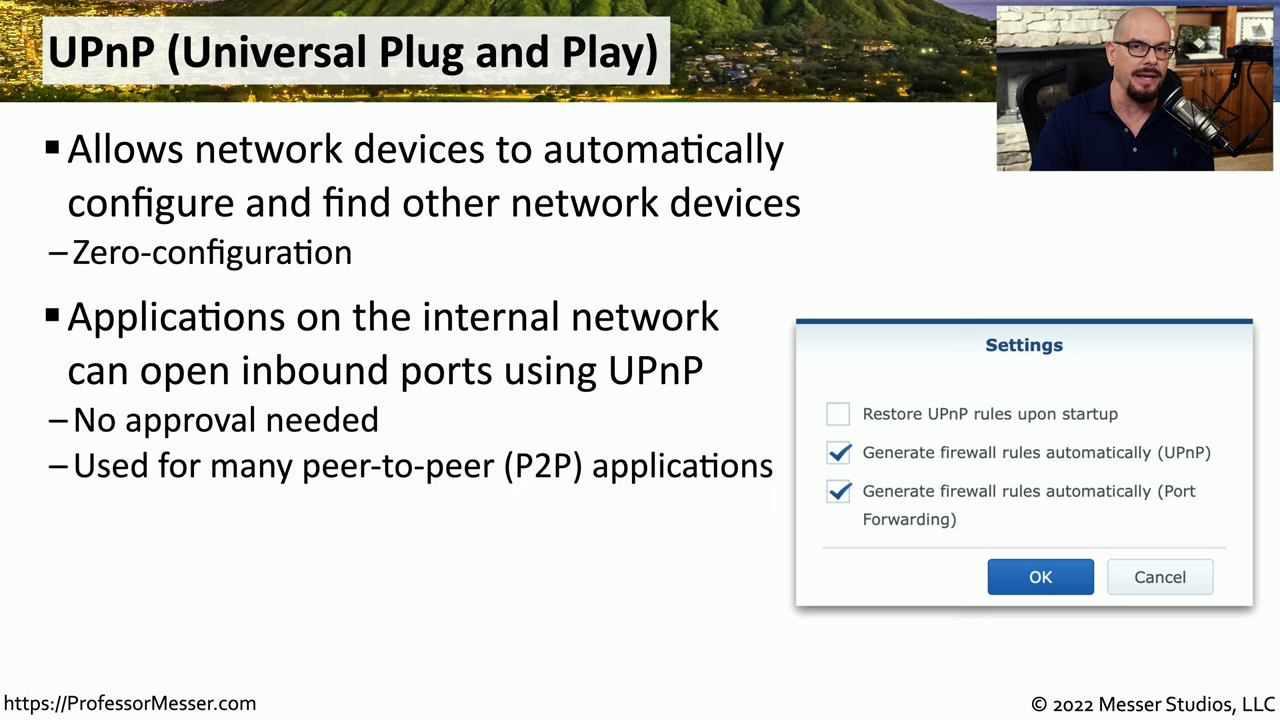 UPnP (Universal Plug and Play)
▪ Allows network devices to automatically
configure and find other network devices
– Zero-configuration
▪ Applications on the internal network
can open inbound ports using UPnP
– No approval needed
– Used for many peer-to-peer (P2P) applications
Settings
Restore UPnP rules upon startup
Generate firewall rules automatically (UPnP)
Generate firewall rules automatically (Port
Forwarding)
OK
Cancel
https://ProfessorMesser.com
© 2022 Messer Studios, LLC